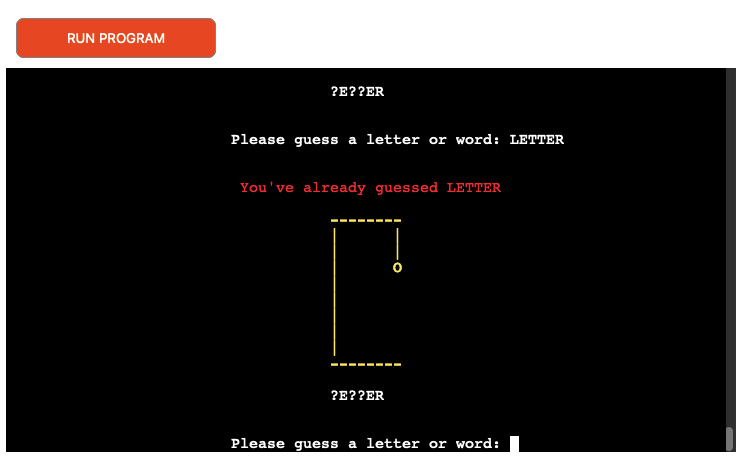 RUN PROGRAM
?E??ER
Please guess a letter or word: LETTER
You've already guessed LETTER
--------
|      |
|      |
|      O
|
|
|
|
|
--------
?E??ER
Please guess a letter or word: